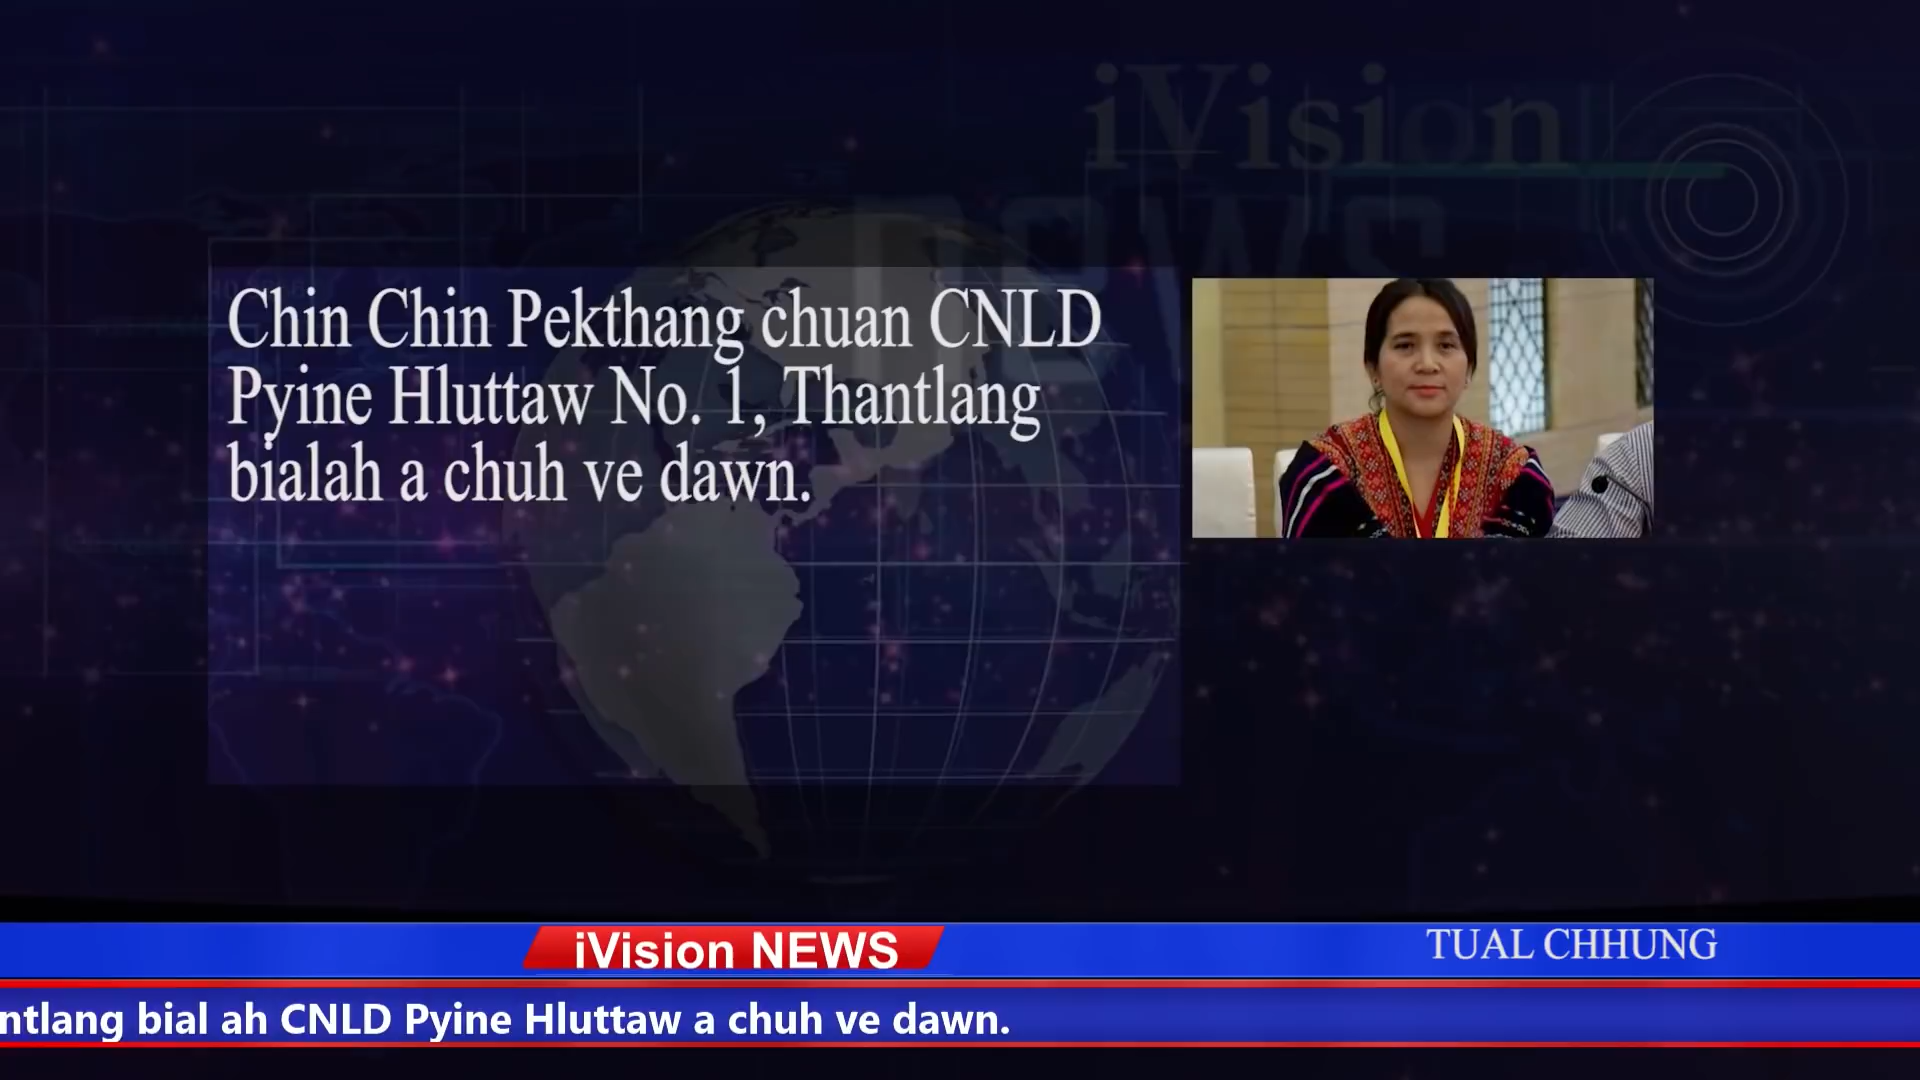 iVision
news
Chin Chin Pekthang chuan CNLD
Pyine Hluttaw No. 1, Thantlang
bialah a chuh ve dawn.
iVision NEWS
TUAL CHHUNG
ntlang bial ah CNLD Pyine Hluttaw a chuh ve dawn.